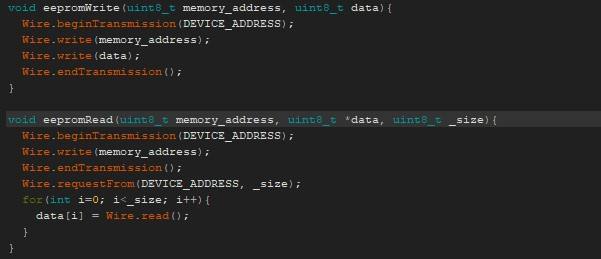 void eepromWrite(uint8_t memory_address, uint8_t data){
  Wire.beginTransmission(DEVICE_ADDRESS);
  Wire.write(memory_address);
  Wire.write(data);
  Wire.endTransmission();
}

void eepromRead(uint8_t memory_address, uint8_t *data, uint8_t _size){
  Wire.beginTransmission(DEVICE_ADDRESS);
  Wire.write(memory_address);
  Wire.endTransmission();
  Wire.requestFrom(DEVICE_ADDRESS, _size);
  for(int i=0; i<_size; i++){
    data[i] = Wire.read();
  }
}